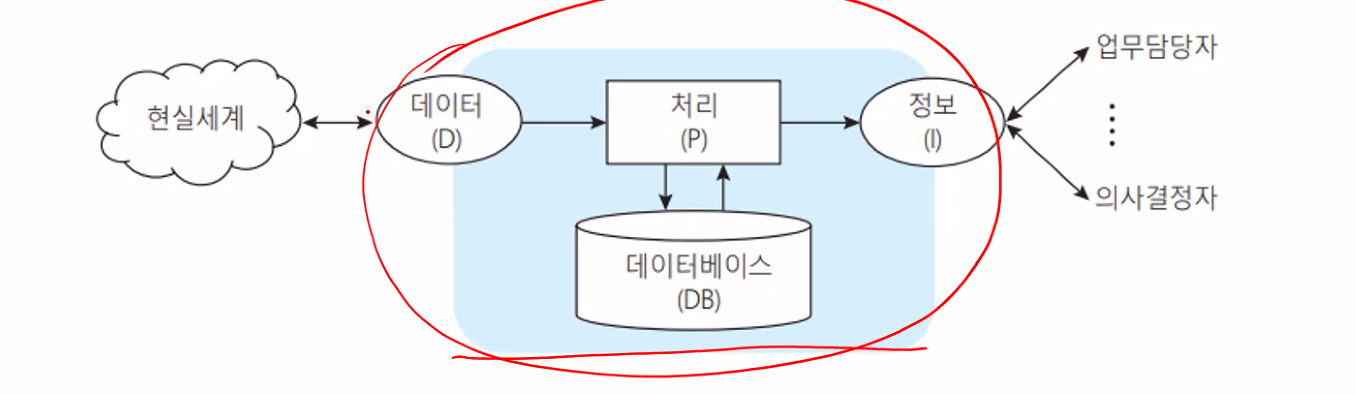 현실세계
데이터
(D)
처리
(P)
정보
(I)
업무담당자
의사결정자
데이터베이스
(DB)